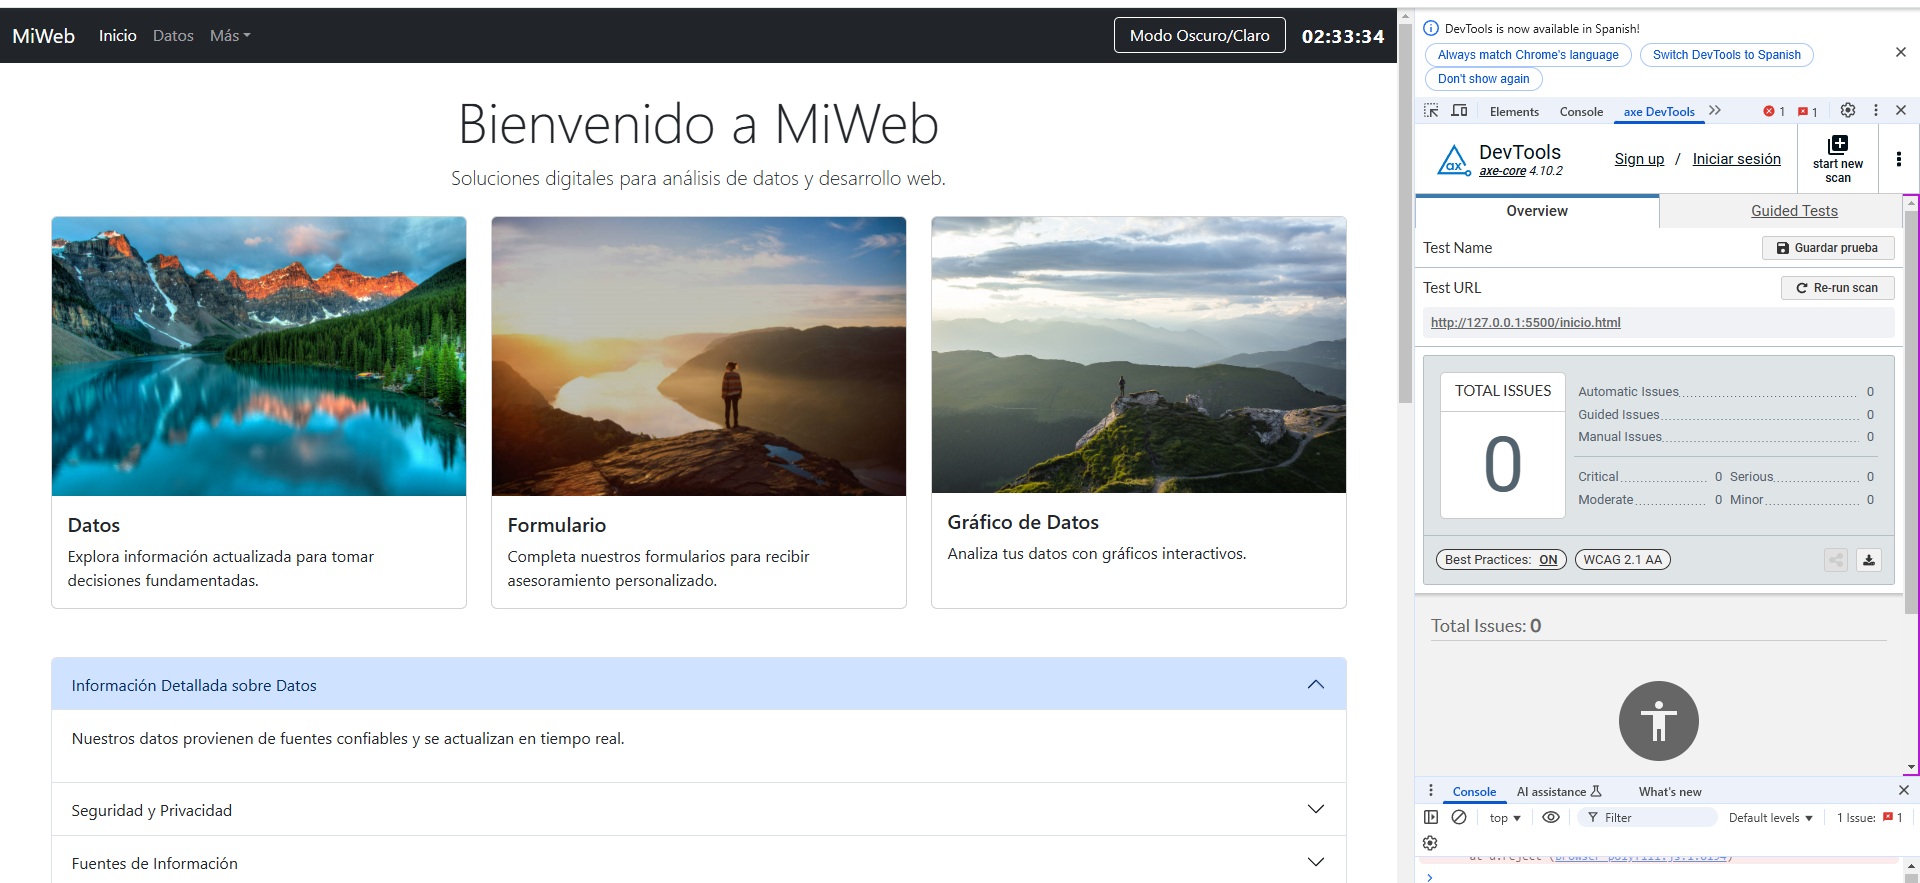 MiWeb Inicio Datos Más Modo Oscuro/Claro 02:33:34
Bienvenido a MiWeb
Soluciones digitales para análisis de datos y desarrollo web.
Datos
Explora información actualizada para tomar
decisiones fundamentadas.
Formulario
Completa nuestros formularios para recibir
asesoramiento personalizado.
Gráfico de Datos
Analiza tus datos con gráficos interactivos.
Información Detallada sobre Datos
Nuestros datos provienen de fuentes confiables y se actualizan en tiempo real.
Seguridad y Privacidad
Fuentes de Información
DevTools is now available in Spanish!
Always match Chrome's language Switch DevTools to Spanish
Don't show again
Elements Console axe DevTools 1 1
DevTools
axe-core 4.10.2
Sign up / Iniciar sesión
start new
scan
Overview Guided Tests
Test Name Guardar prueba
Test URL Re-run scan
http://127.0.0.1:5500/inicio.html
TOTAL ISSUES
0
Automatic Issues 0
Guided Issues 0
Manual Issues 0
Critical 0 Serious 0
Moderate 0 Minor 0
Best Practices: ON WCAG 2.1 AA
Total Issues: 0
Console AI assistance What's new
top Filter Default levels 1 Issue: 1